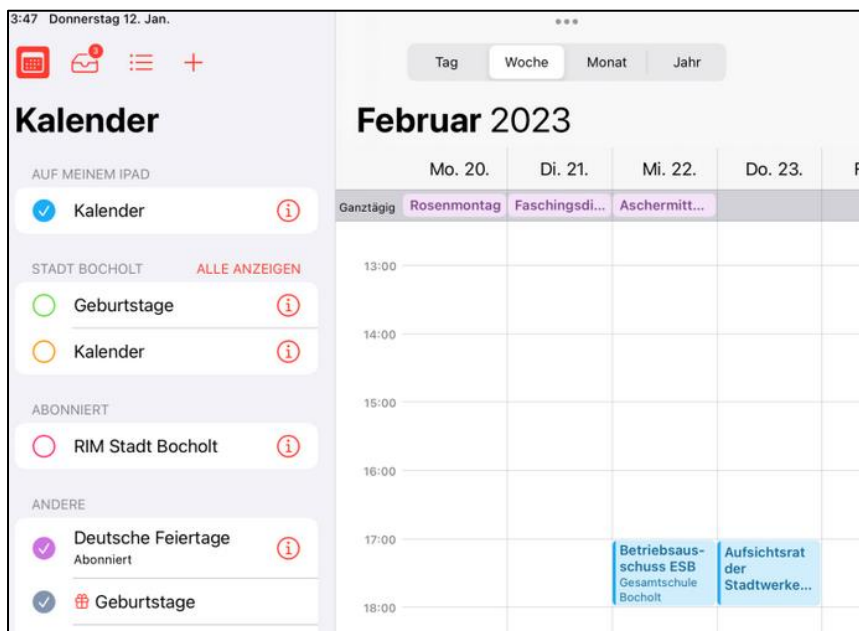 3:47 Donnerstag 12. Jan.
3
Tag Woche Monat Jahr
Kalender
Februar 2023
AUF MEINEM IPAD
Kalender
STADT BOCHOLT ALLE ANZEIGEN
Geburtstage
Kalender
ABONNIERT
RIM Stadt Bocholt
ANDERE
Deutsche Feiertage
Abonniert
Geburtstage
Mo. 20. Di. 21. Mi. 22. Do. 23.
Ganztägig Rosenmontag Faschingsdi... Aschermitt...
13:00
14:00
15:00
16:00
17:00
Betriebsaus-
schuss ESB
Gesamtschule
Bocholt
Aufsichtsrat
der
Stadtwerke...
18:00